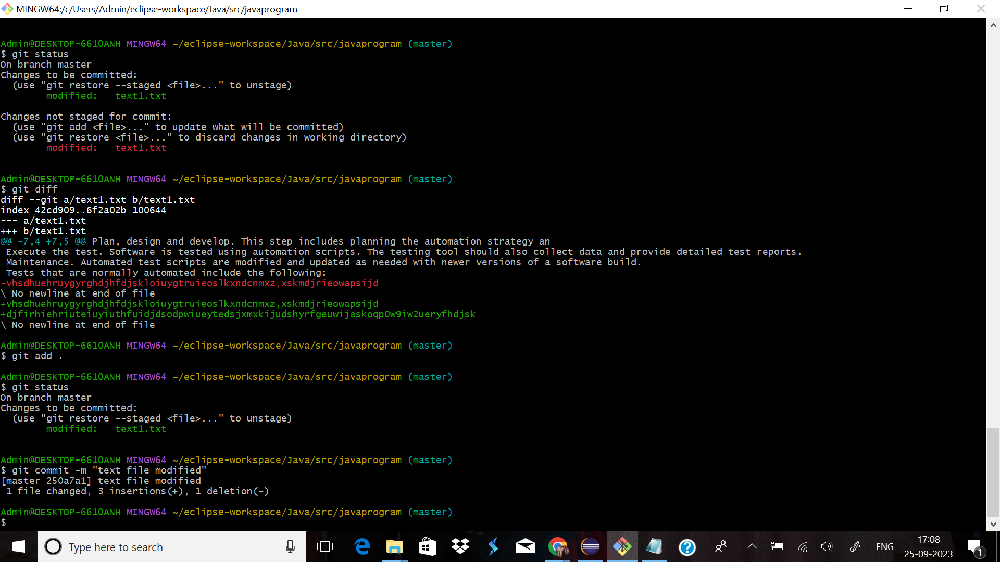 MINGW64:/c/Users/Admin/eclipse-workspace/Java/src/javaprogram
Admin@DESKTOP-6610ANH MINGW64 ~/eclipse-workspace/Java/src/javaprogram (master)
$ git status
On branch master
Changes to be committed:
  (use "git restore --staged <file>..." to unstage)
        modified:   text1.txt
Changes not staged for commit:
  (use "git add <file>..." to update what will be committed)
  (use "git restore <file>..." to discard changes in working directory)
        modified:   text1.txt
Admin@DESKTOP-6610ANH MINGW64 ~/eclipse-workspace/Java/src/javaprogram (master)
$ git diff
diff --git a/text1.txt b/text1.txt
index 42cd909..6f2a02b 100644
--- a/text1.txt
+++ b/text1.txt
@@ -7,4 +7,5 @@ Plan, design and develop. This step includes planning the automation strategy an
 Execute the test. Software is tested using automation scripts. The testing tool should also collect data and provide detailed test reports.
 Maintenance. Automated test scripts are modified and updated as needed with newer versions of a software build.
 Tests that are normally automated include the following:
-vhsdhuehruygyrghdjhfdjskloiuygtruieoslkxndcnmxz,xskmdjrieowapsijd
\ No newline at end of file
+vhsdhuehruygyrghdjhfdjskloiuygtruieoslkxndcnmxz,xskmdjrieowapsijd
+djfirhiehriuteiuyiuthfuidjdsodpwiueytedsjxmxkijudshyrfgeuwijaskoqp0w9iw2ueryfhdjsk
\ No newline at end of file
Admin@DESKTOP-6610ANH MINGW64 ~/eclipse-workspace/Java/src/javaprogram (master)
$ git add .
Admin@DESKTOP-6610ANH MINGW64 ~/eclipse-workspace/Java/src/javaprogram (master)
$ git status
On branch master
Changes to be committed:
  (use "git restore --staged <file>..." to unstage)
        modified:   text1.txt
Admin@DESKTOP-6610ANH MINGW64 ~/eclipse-workspace/Java/src/javaprogram (master)
$ git commit -m "text file modified"
[master 250a7a1] text file modified
 1 file changed, 3 insertions(+), 1 deletion(-)
Admin@DESKTOP-6610ANH MINGW64 ~/eclipse-workspace/Java/src/javaprogram (master)
$
Type here to search
ENG
17:08
25-09-2023
1